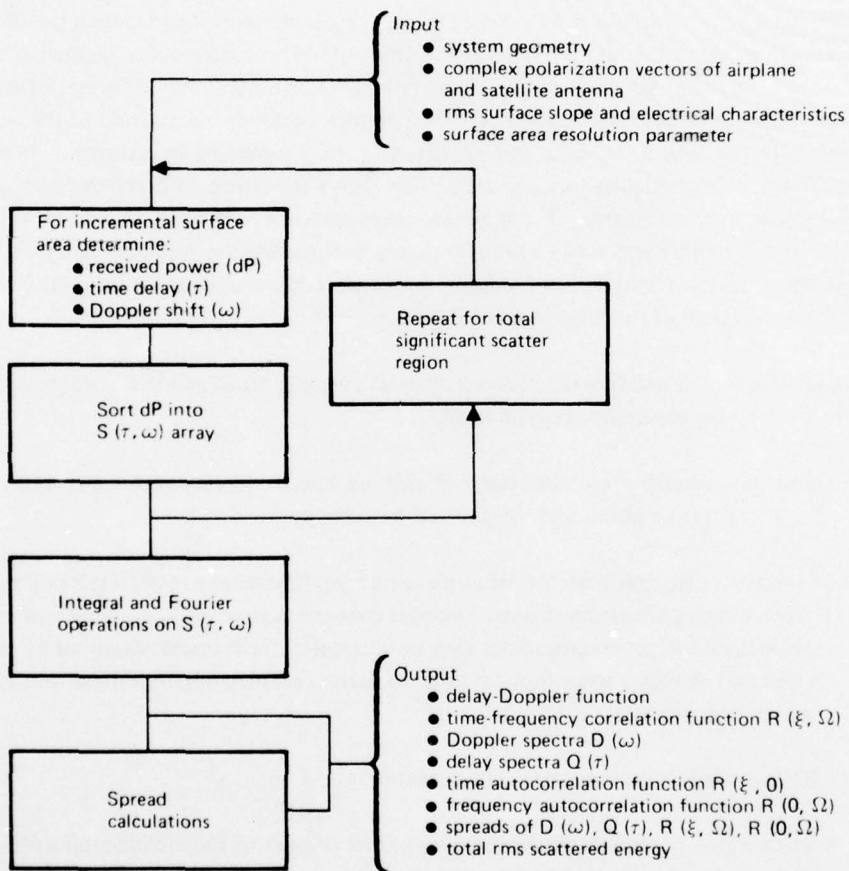 Input
● system geometry
● complex polarization vectors of airplane
and satellite antenna
● rms surface slope and electrical characteristics
● surface area resolution parameter
For incremental surface
area determine:
● received power (dP)
● time delay (τ)
● Doppler shift (ω)
Repeat for total
significant scatter
region
Sort dP into
S (τ, ω) array
Integral and Fourier
operations on S (τ, ω)
Output
● delay-Doppler function
● time-frequency correlation function R (ξ, Ω)
● Doppler spectra D (ω)
● delay spectra Q (τ)
● time autocorrelation function R (ξ , 0)
● frequency autocorrelation function R (0, Ω)
● spreads of D (ω), Q (τ), R (ξ, Ω), R (0, Ω)
● total rms scattered energy
Spread
calculations